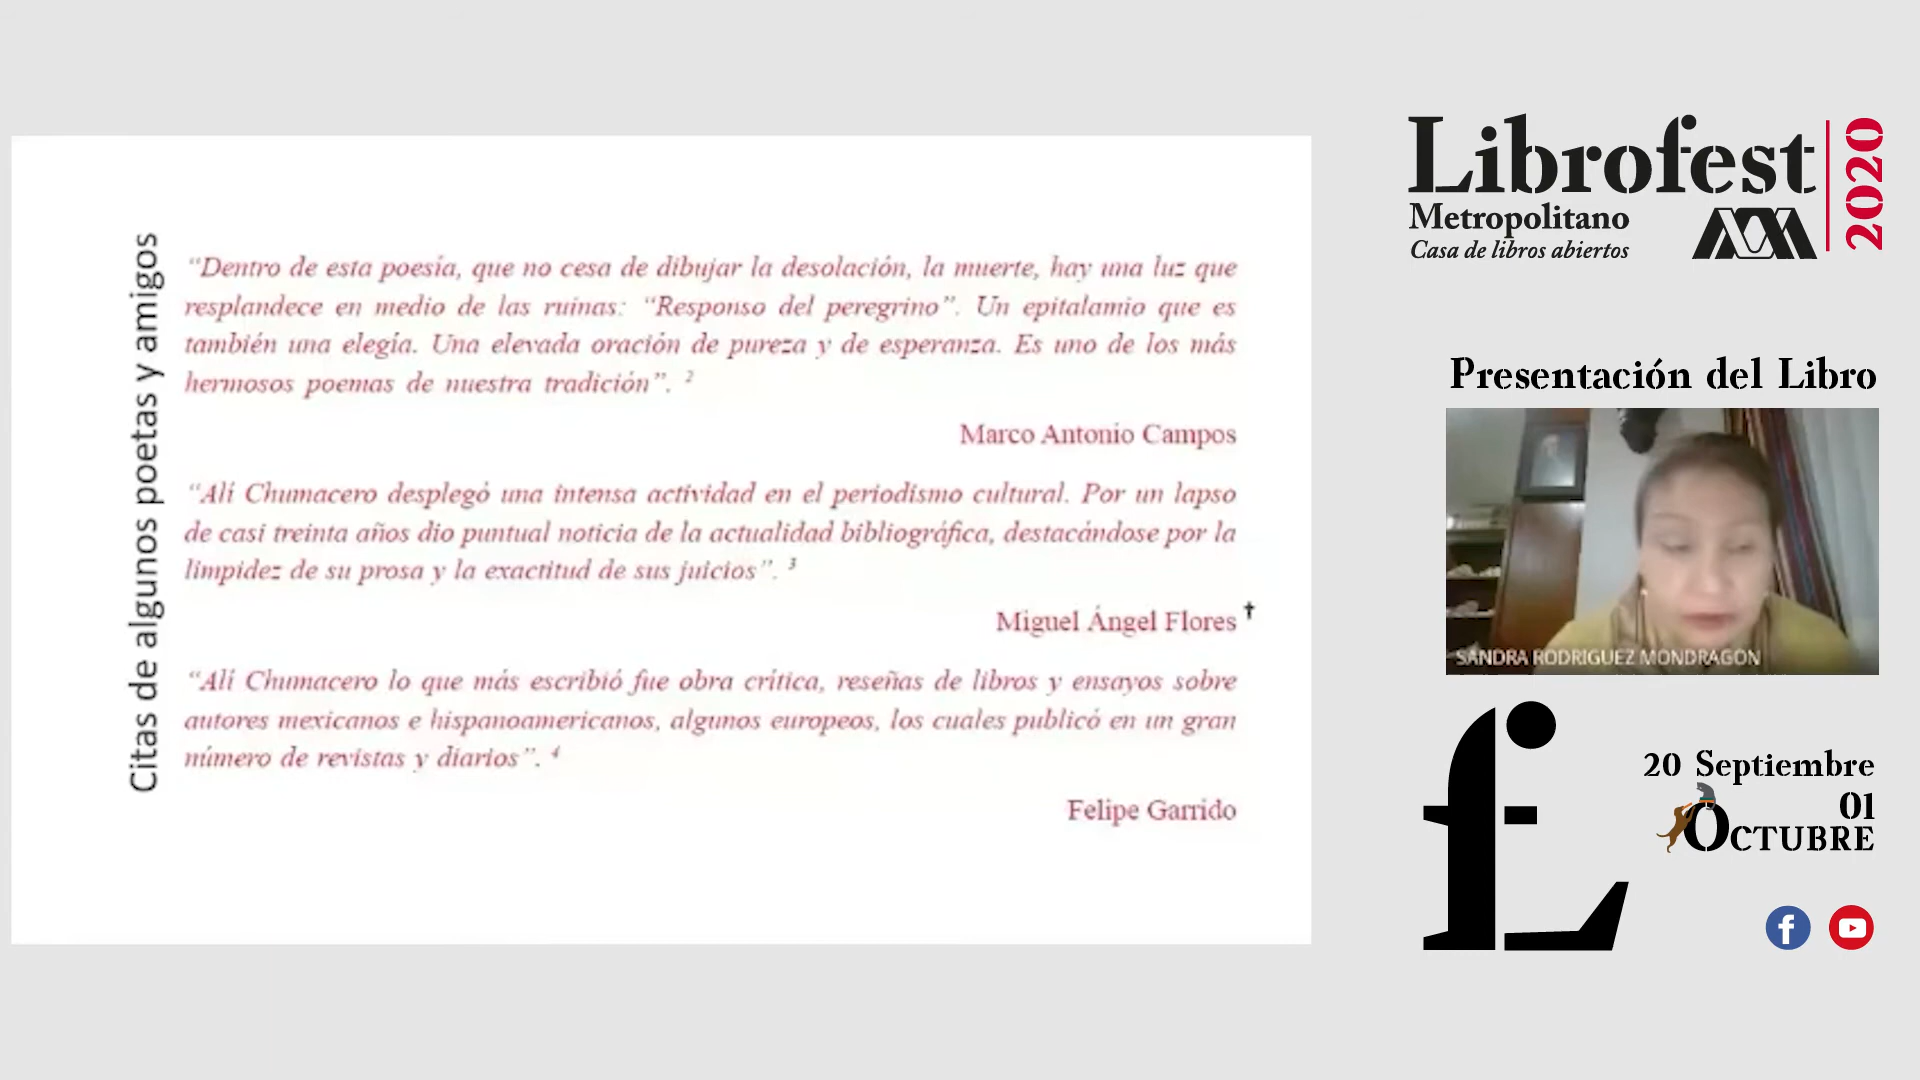 Citas de algunos poetas y amigos
“Dentro de esta poesía, que no cesa de dibujar la desolación, la muerte, hay una luz que
resplandece en medio de las ruinas: “Responso del peregrino”. Un epitalamio que es
también una elegía. Una elevada oración de pureza y de esperanza. Es uno de los más
hermosos poemas de nuestra tradición”. 2
Marco Antonio Campos
“Alí Chumacero desplegó una intensa actividad en el periodismo cultural. Por un lapso
de casi treinta años dio puntual noticia de la actualidad bibliográfica, destacándose por la
limpidez de su prosa y la exactitud de sus juicios”. 3
Miguel Ángel Flores †
“Alí Chumacero lo que más escribió fue obra crítica, reseñas de libros y ensayos sobre
autores mexicanos e hispanoamericanos, algunos europeos, los cuales publicó en un gran
número de revistas y diarios”. 4
Felipe Garrido
Librofest
Metropolitano
Casa de libros abiertos
2020
Presentación del Libro
SANDRA RODRIGUEZ MONDRAGON
fL
20 Septiembre
01
OCTUBRE